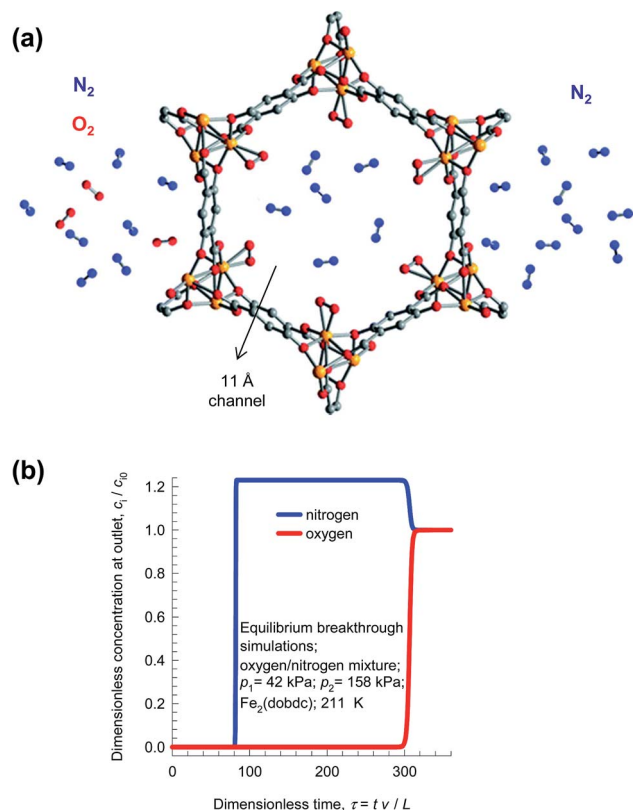 (a)
N₂
O₂
N₂
11 Å
channel
(b)
Dimensionless concentration at outlet, cᵢ / cᵢ₀
1.2
1.0
0.8
0.6
0.4
0.2
0.0
nitrogen
oxygen
Equilibrium breakthrough
simulations;
oxygen/nitrogen mixture;
p₁= 42 kPa; p₂= 158 kPa;
Fe₂(dobdc); 211 K
0
100
200
300
Dimensionless time, τ = t v / L